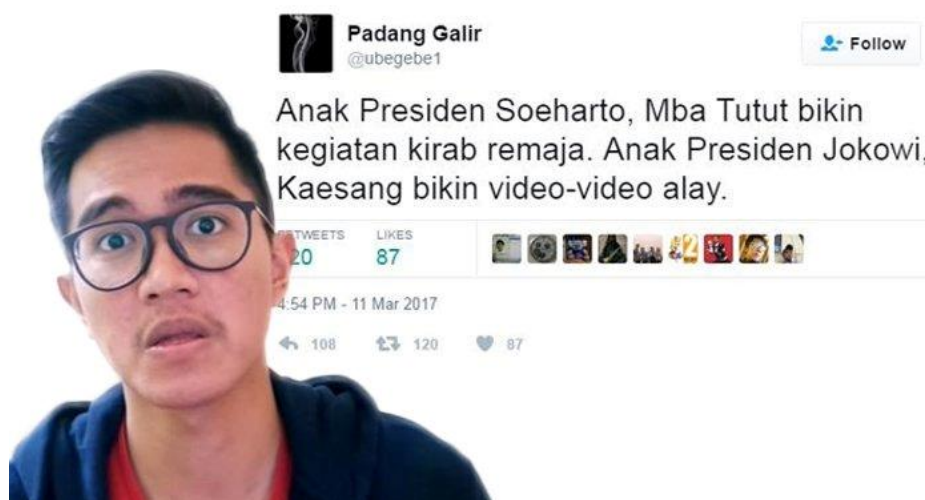 Padang Galir
@ubegebe1
Follow
Anak Presiden Soeharto, Mba Tutut bikin
kegiatan kirab remaja. Anak Presiden Jokowi,
Kaesang bikin video-video alay.
LIKES
87
4:54 PM - 11 Mar 2017
108 120 87